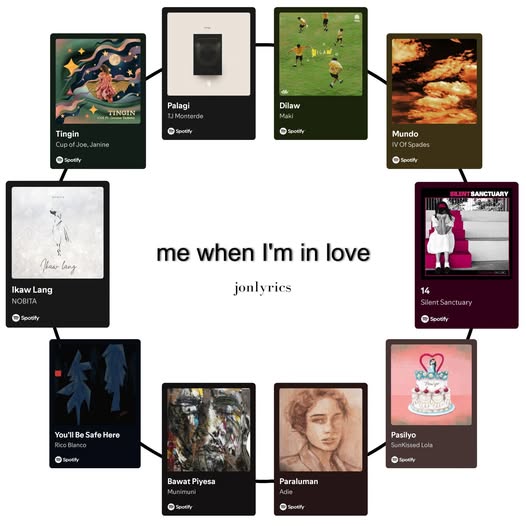 Palagi
TJ Monterde
Spotify
DILAW
Dilaw
Maki
Spotify
TINGIN
Tingin
Cup of Joe, Janine
Spotify
Mundo
IV Of Spades
Spotify
Ikaw lang
Ikaw Lang
NOBITA
Spotify
me when I'm in love
jonlyrics
SILENT SANCTUARY
14
Silent Sanctuary
Spotify
You'll Be Safe Here
Rico Blanco
Spotify
Pasilyo
Pasilyo
SunKissed Lola
Spotify
Bawat Piyesa
Munimuni
Spotify
Paraluman
Adie
Spotify